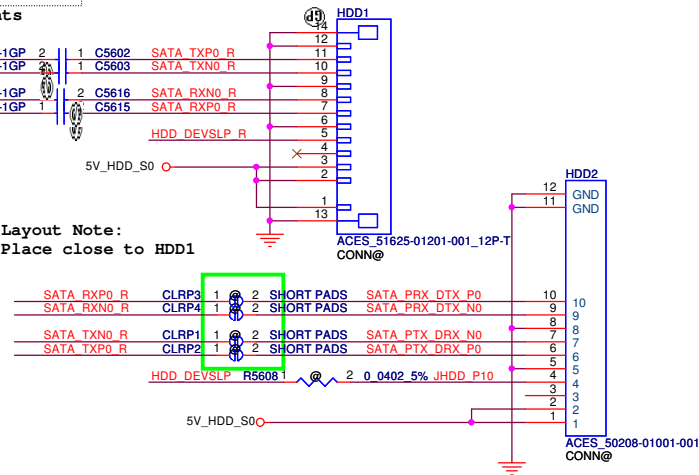 nts
HDD1
14
12
-1GP 2 1 C5602 SATA_TXP0_R 11
-1GP 2 1 C5603 SATA_TXN0_R 10
9
-1GP 1 2 C5616 SATA_RXN0_R 8
-1GP 1 2 C5615 SATA_RXP0_R 7
6
HDD_DEVSLP_R 5
4
5V_HDD_S0 3
2
1
13
ACES_51625-01201-001_12P-T
CONN@
Layout Note:
Place close to HDD1
HDD2
12 GND
11 GND
SATA_RXP0_R CLRP3 1 @ 2 SHORT PADS SATA_PRX_DTX_P0 10 10
SATA_RXN0_R CLRP4 1 @ 2 SHORT PADS SATA_PRX_DTX_N0 9 9
8 8
SATA_TXN0_R CLRP1 1 @ 2 SHORT PADS SATA_PTX_DRX_N0 7 7
SATA_TXP0_R CLRP2 1 @ 2 SHORT PADS SATA_PTX_DRX_P0 6 6
5 5
HDD_DEVSLP R5608 1 @ 2 0_0402_5% JHDD_P10 4 4
3 3
2 2
5V_HDD_S0 1 1
ACES_50208-01001-001
CONN@